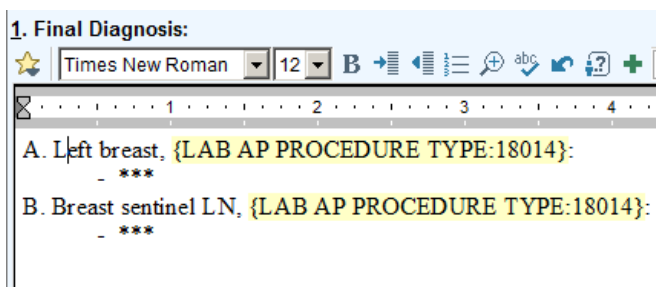 1. Final Diagnosis:
Times New Roman 12 B abc
1 2 3 4
A. Left breast, {LAB AP PROCEDURE TYPE:18014}:
- ***
B. Breast sentinel LN, {LAB AP PROCEDURE TYPE:18014}:
- ***